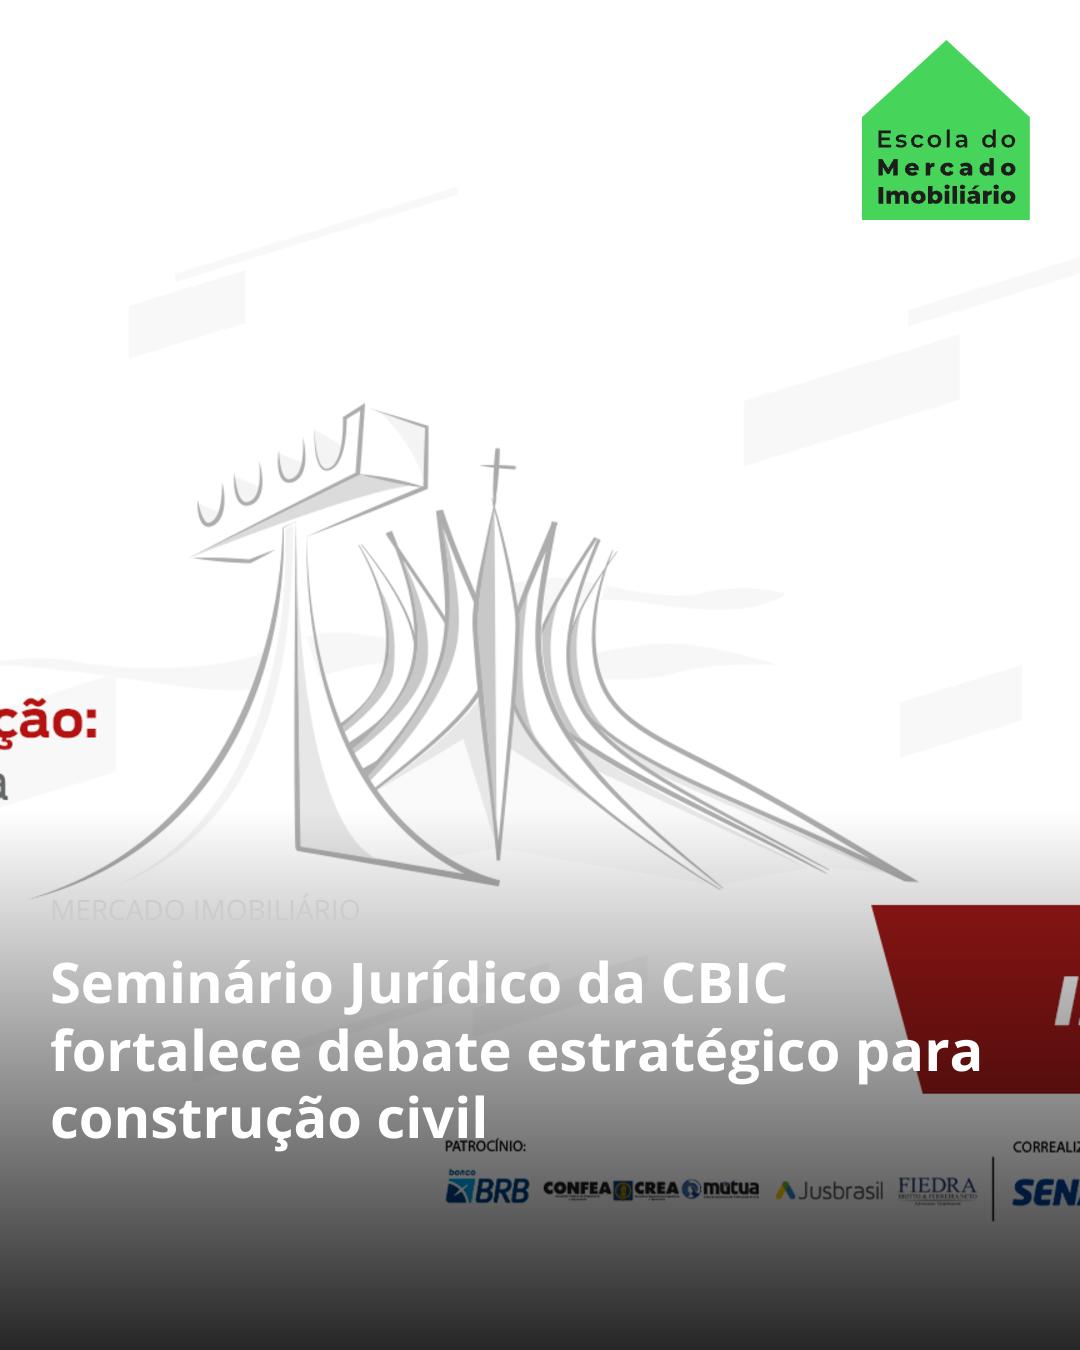 Escola do
Mercado
Imobiliário
ção:
a
MERCADO IMOBILIÁRIO
Seminário Jurídico da CBIC
fortalece debate estratégico para
construção civil
PATROCÍNIO:
CORREALIZ
banco
BRB
CONFEA CREA mútua
Jusbrasil
FIEDRA
SEN